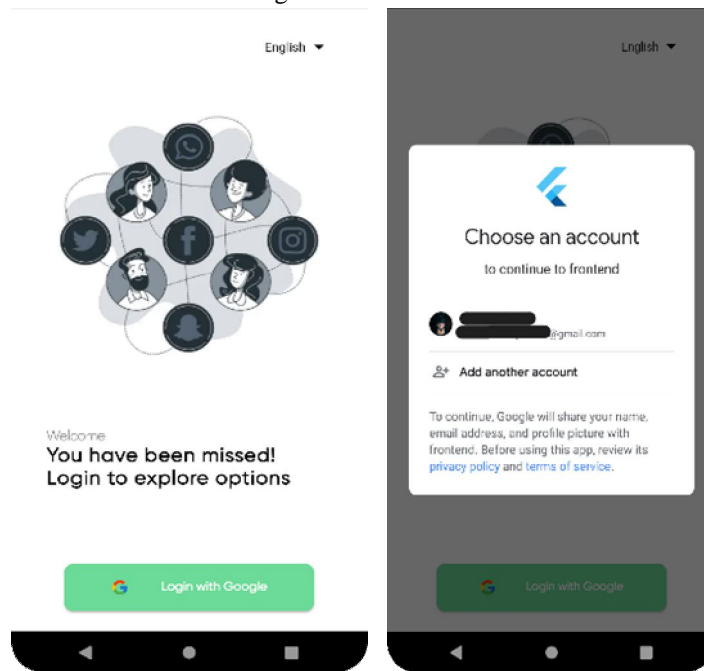 English
Welcome
You have been missed!
Login to explore options
Login with Google
English
Choose an account
to continue to frontend
@gmail.com
Add another account
To continue, Google will share your name,
email address, and profile picture with
frontend. Before using this app, review its
privacy policy and terms of service.
Login with Google